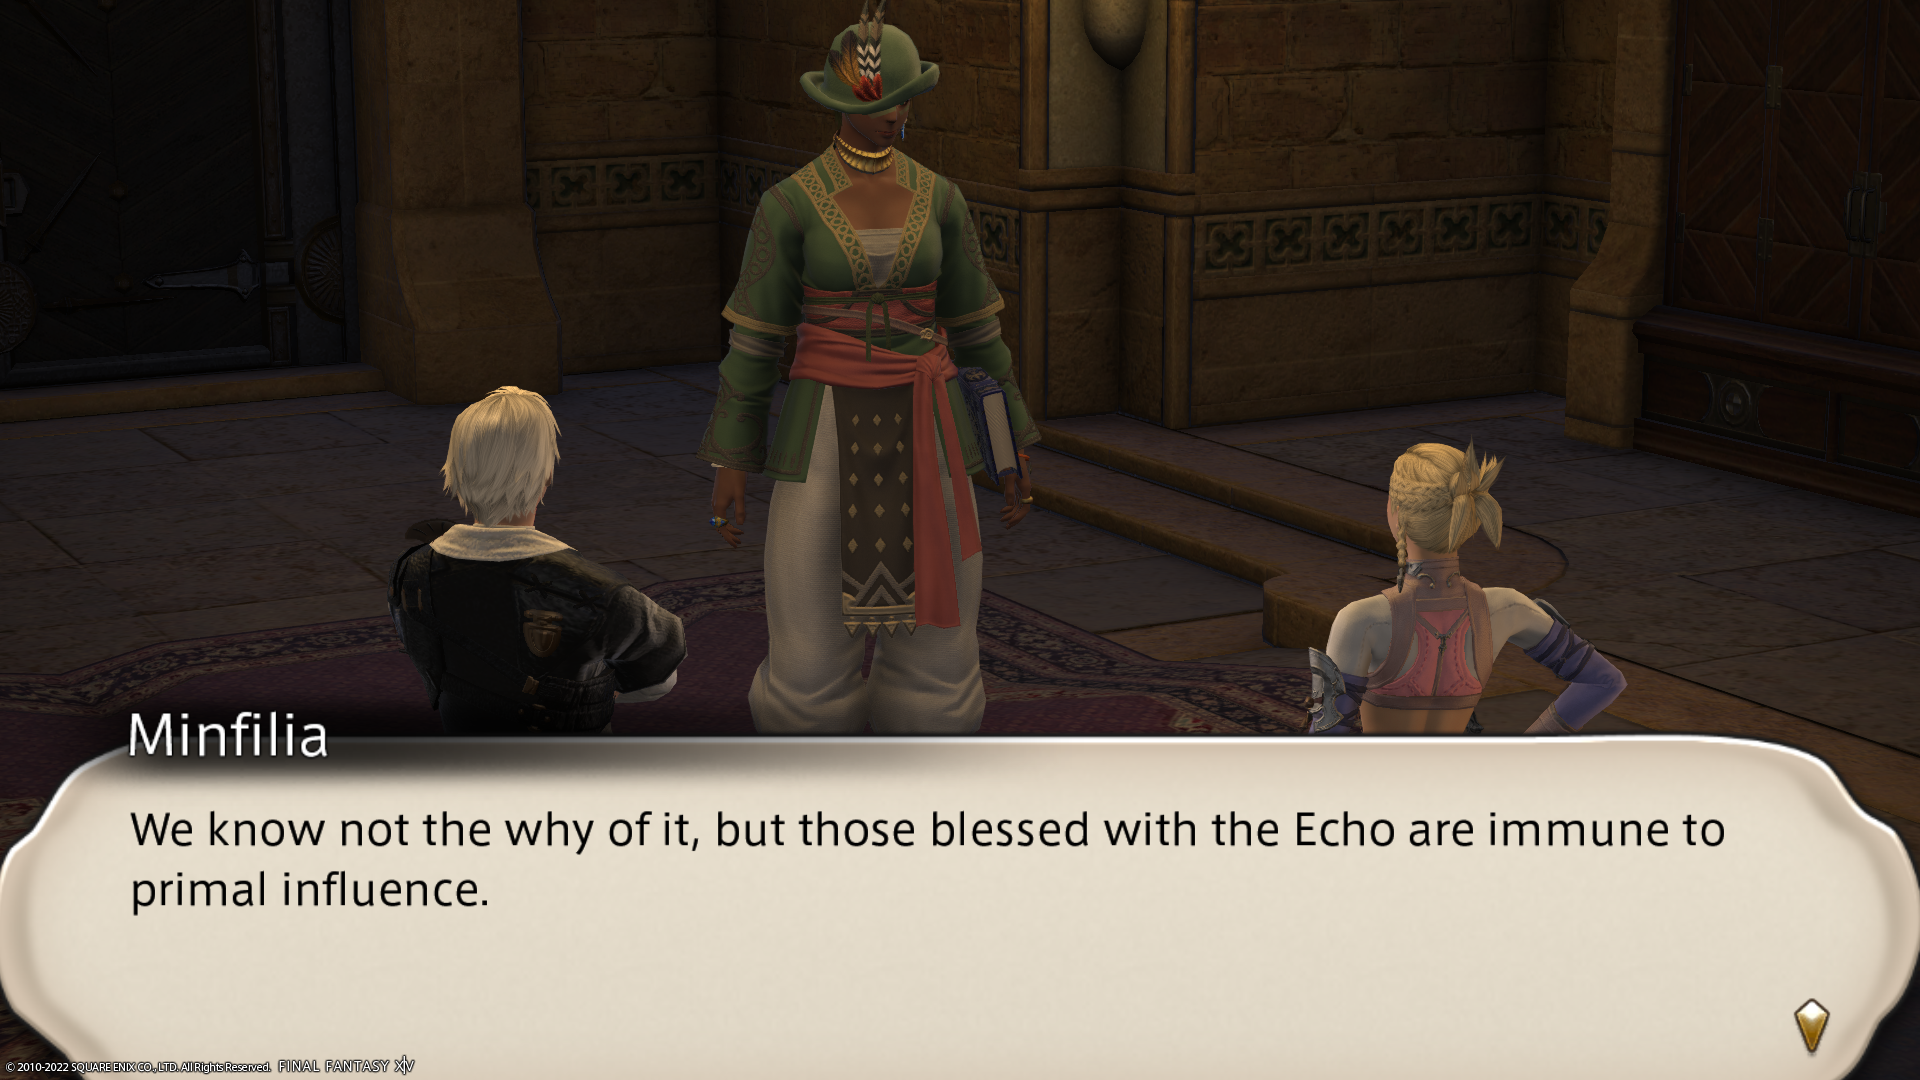 Minfilia
We know not the why of it, but those blessed with the Echo are immune to
primal influence.
© 2010-2022 SQUARE ENIX CO., LTD. All Rights Reserved. FINAL FANTASY XIV